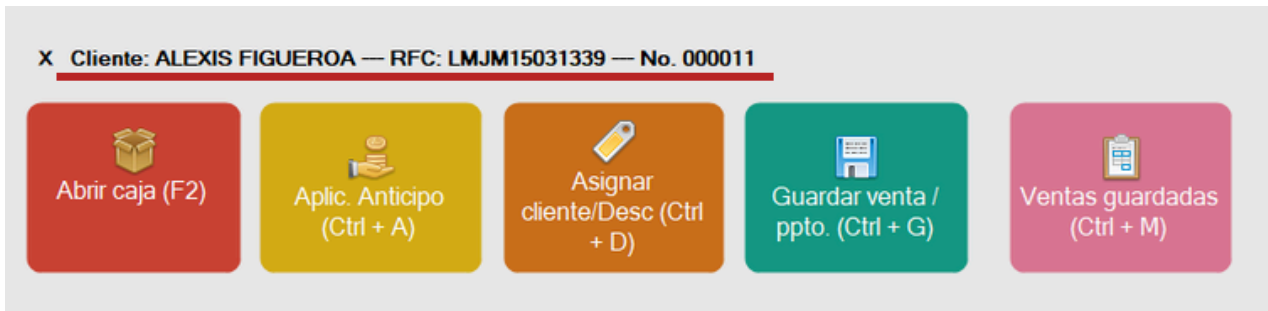 X Cliente: ALEXIS FIGUEROA --- RFC: LMJM15031339 --- No. 000011
Abrir caja (F2)
Aplic. Anticipo
(Ctrl + A)
Asignar
cliente/Desc (Ctrl
+ D)
Guardar venta /
ppto. (Ctrl + G)
Ventas guardadas
(Ctrl + M)